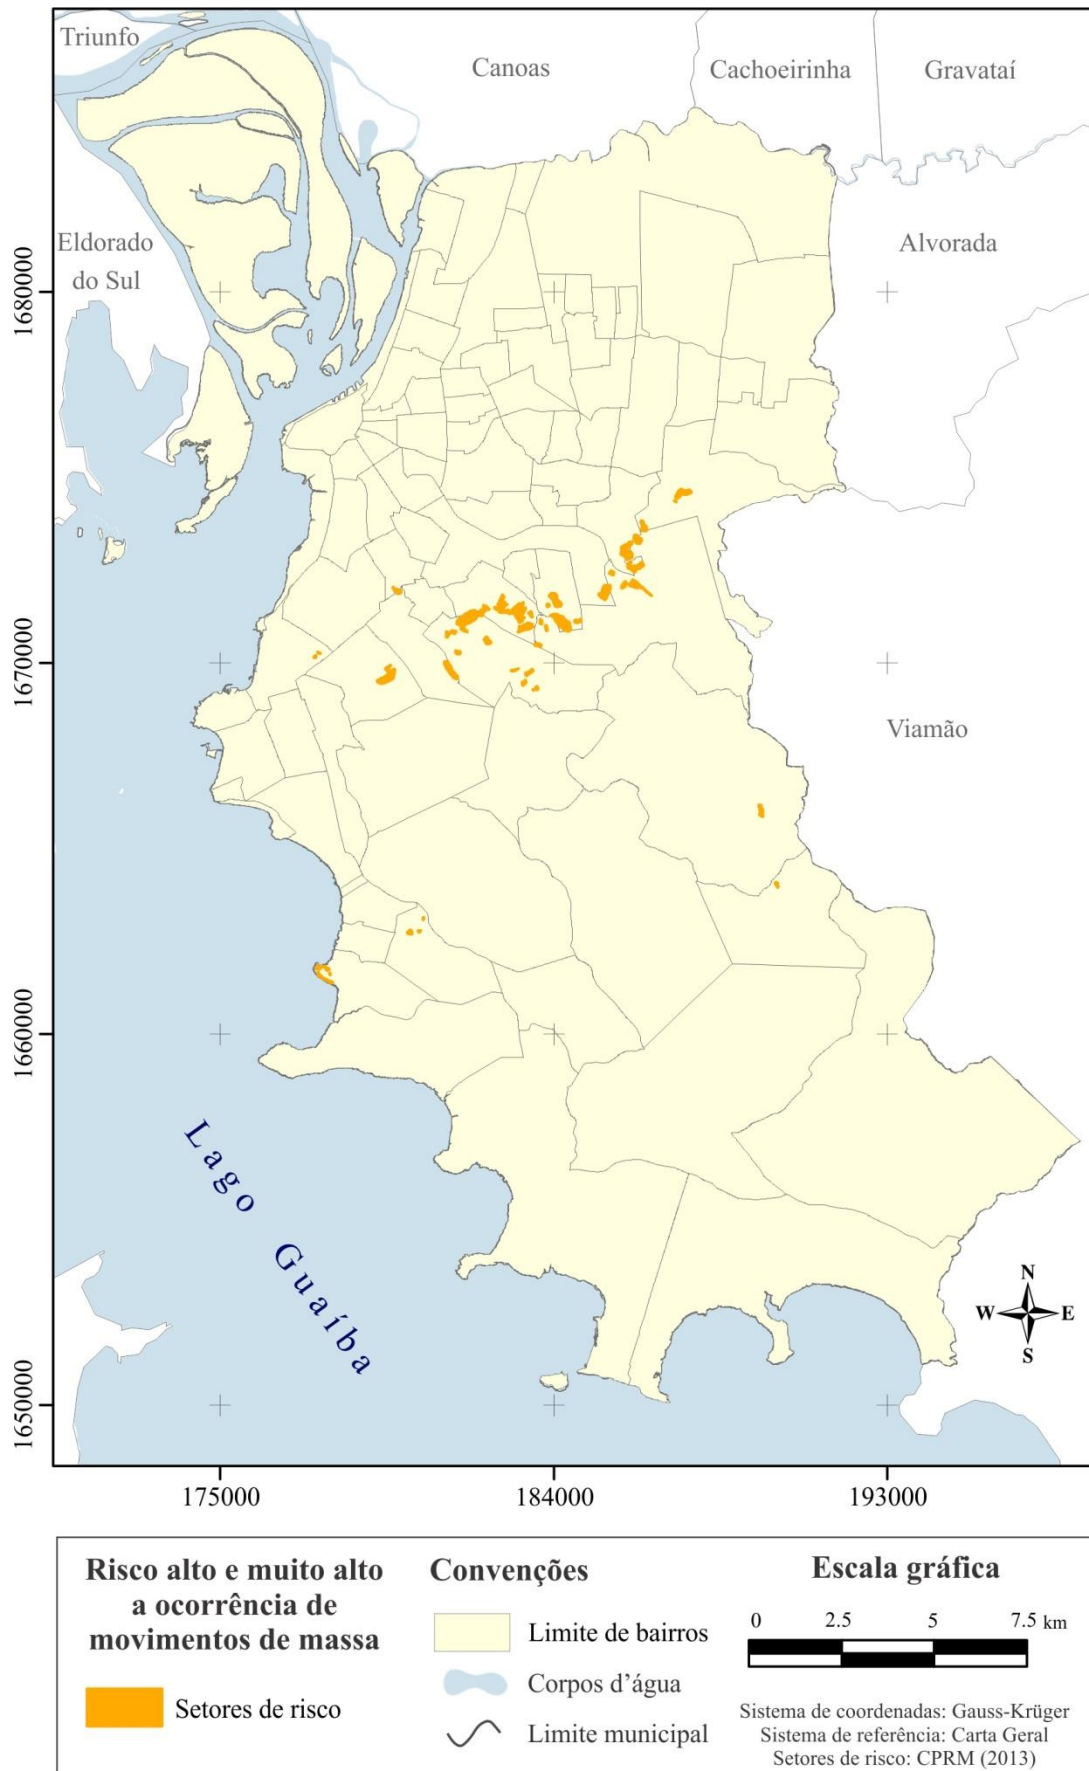 Triunfo
Canoas
Cachoeirinha
Gravataí
Eldorado
do Sul
Alvorada
Viamão
Lago Guaíba
1680000
1670000
1660000
1650000
N
W
E
S
175000
184000
193000
Risco alto e muito alto
a ocorrência de
movimentos de massa
Setores de risco
Convenções
Limite de bairros
Corpos d'água
Limite municipal
Escala gráfica
0 2.5 5 7.5 km
Sistema de coordenadas: Gauss-Krüger
Sistema de referência: Carta Geral
Setores de risco: CPRM (2013)